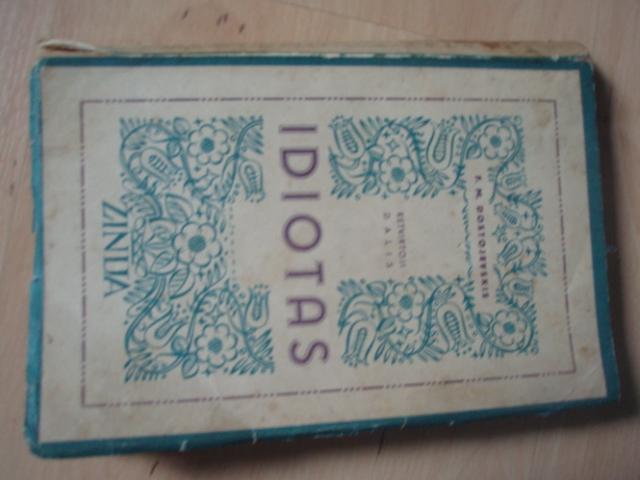 F. M. DOSTOJEVSKIS
KETVIRTOJI
DALIS
IDIOTAS
ŽINIJA